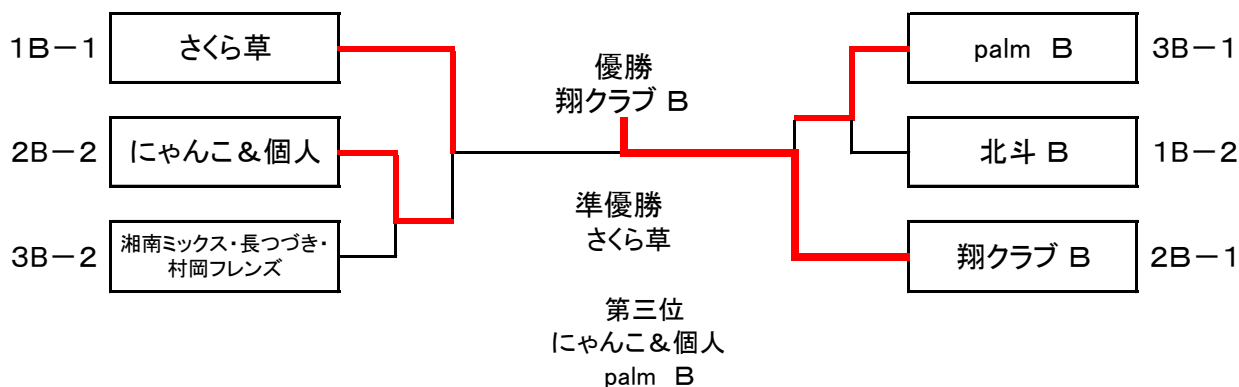 1B－1
さくら草
2B－2
にゃんこ＆個人
3B－2
湘南ミックス・長つづき・
村岡フレンズ
優勝
翔クラブ B
準優勝
さくら草
第三位
にゃんこ＆個人
palm B
palm B
3B－1
北斗 B
1B－2
翔クラブ B
2B－1